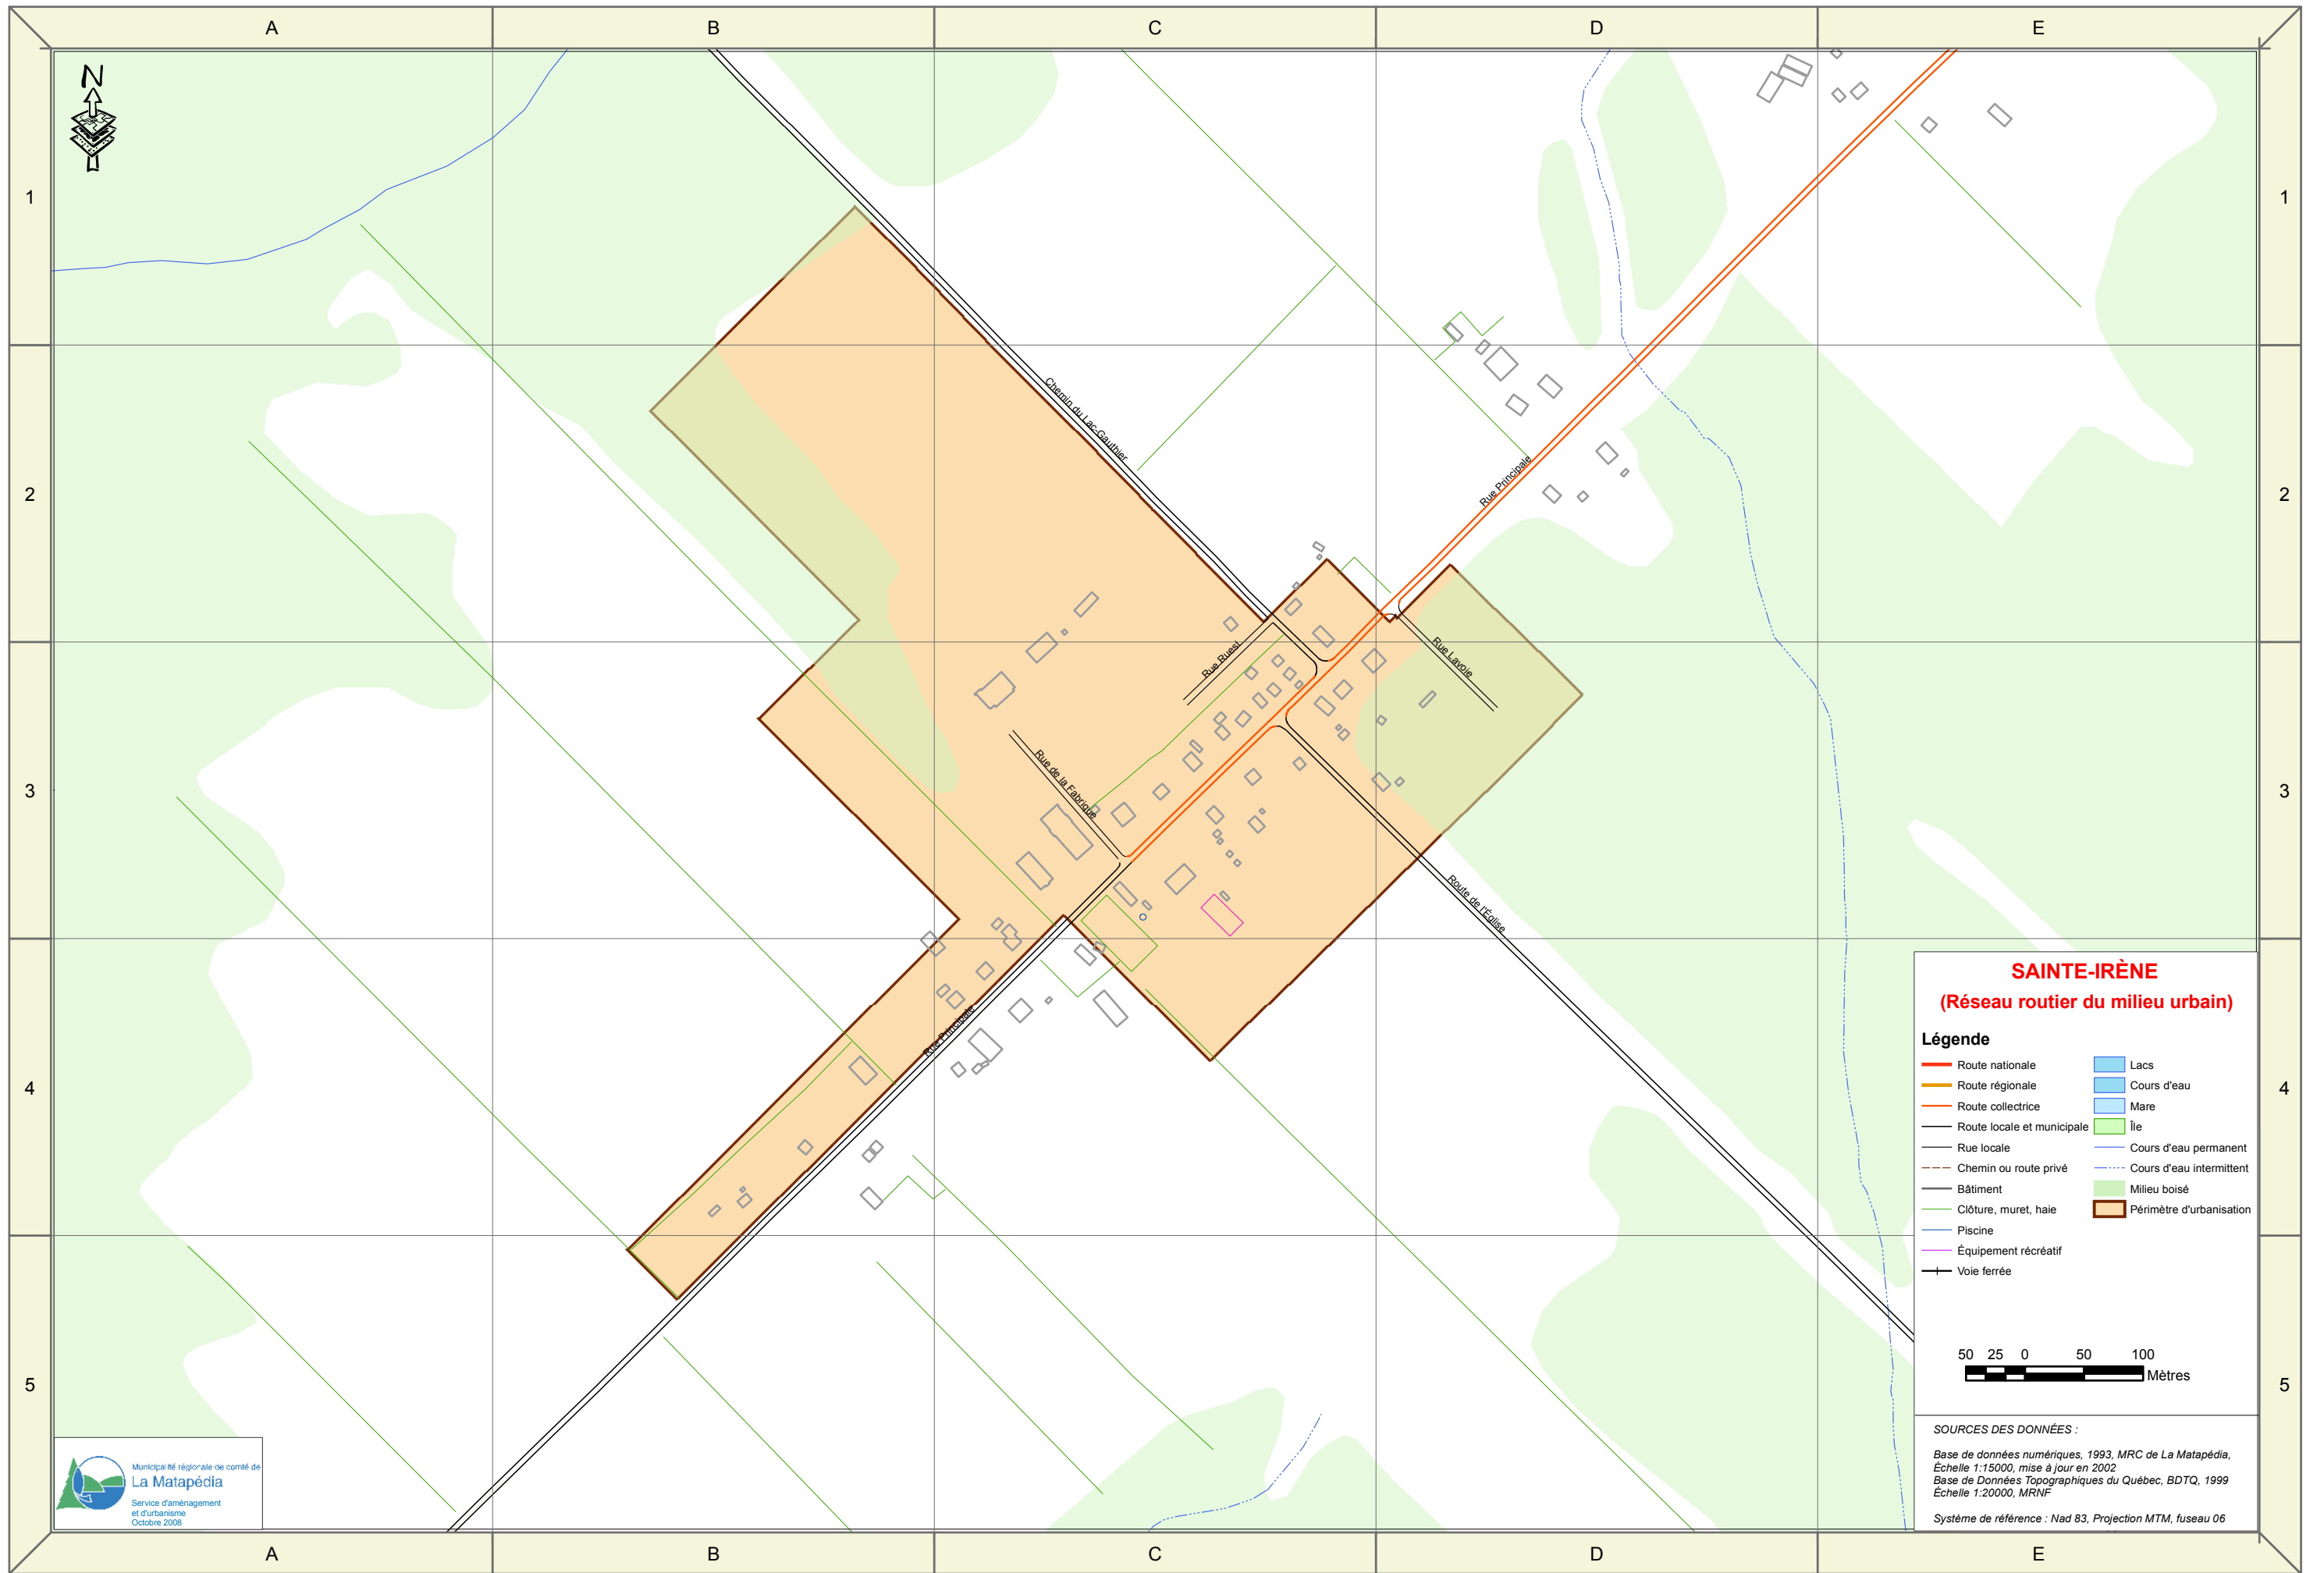 A B C D E
N
1 1
Chemin du Lac-Gauthier
Rue Principale
2 2
Rue Ruest
Rue Lavoie
Rue de la Fabrique
3 3
Route de l'Église
Rue Principale
4 4
5 5
SAINTE-IRÈNE
(Réseau routier du milieu urbain)
Légende
Route nationale
Route régionale
Route collectrice
Route locale et municipale
Rue locale
Chemin ou route privé
Bâtiment
Clôture, muret, haie
Piscine
Équipement récréatif
Voie ferrée
Lacs
Cours d'eau
Mare
Île
Cours d'eau permanent
Cours d'eau intermittent
Milieu boisé
Périmètre d'urbanisation
50 25 0 50 100
Mètres
SOURCES DES DONNÉES :
Base de données numériques, 1993, MRC de La Matapédia,
Échelle 1:15000, mise à jour en 2002
Base de Données Topographiques du Québec, BDTQ, 1999
Échelle 1:20000, MRNF
Système de référence : Nad 83, Projection MTM, fuseau 06
Municipalité régionale de comté de
La Matapédia
Service d'aménagement
et d'urbanisme
Octobre 2008
A B C D E